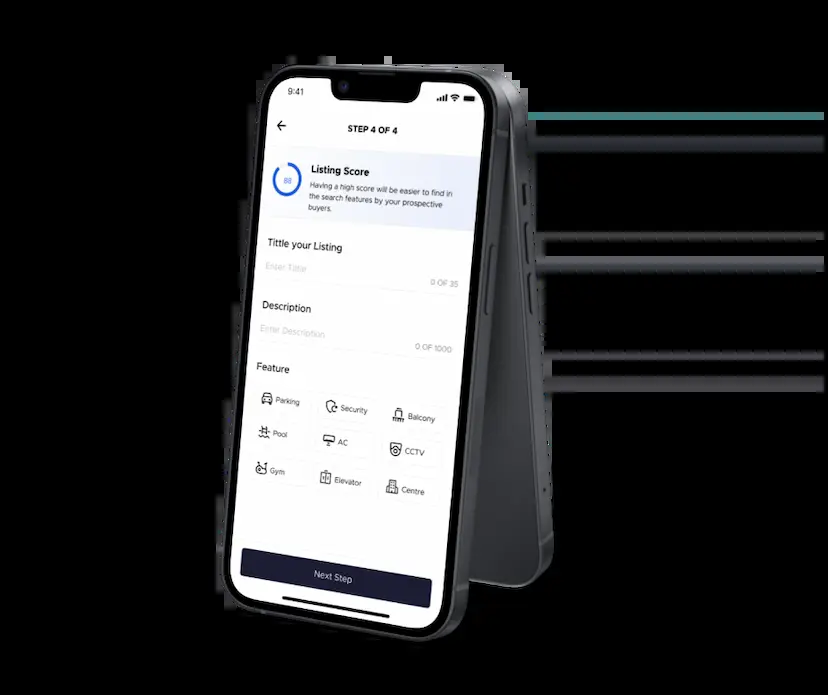 9:41
STEP 4 OF 4
88
Listing Score
Having a high score will be easier to find in
the search features by your prospective
buyers.
Tittle your Listing
Enter Tittle
0 OF 35
Description
Enter Description
0 OF 1000
Feature
Parking
Security
Balcony
Pool
AC
CCTV
Gym
Elevator
Centre
Next Step